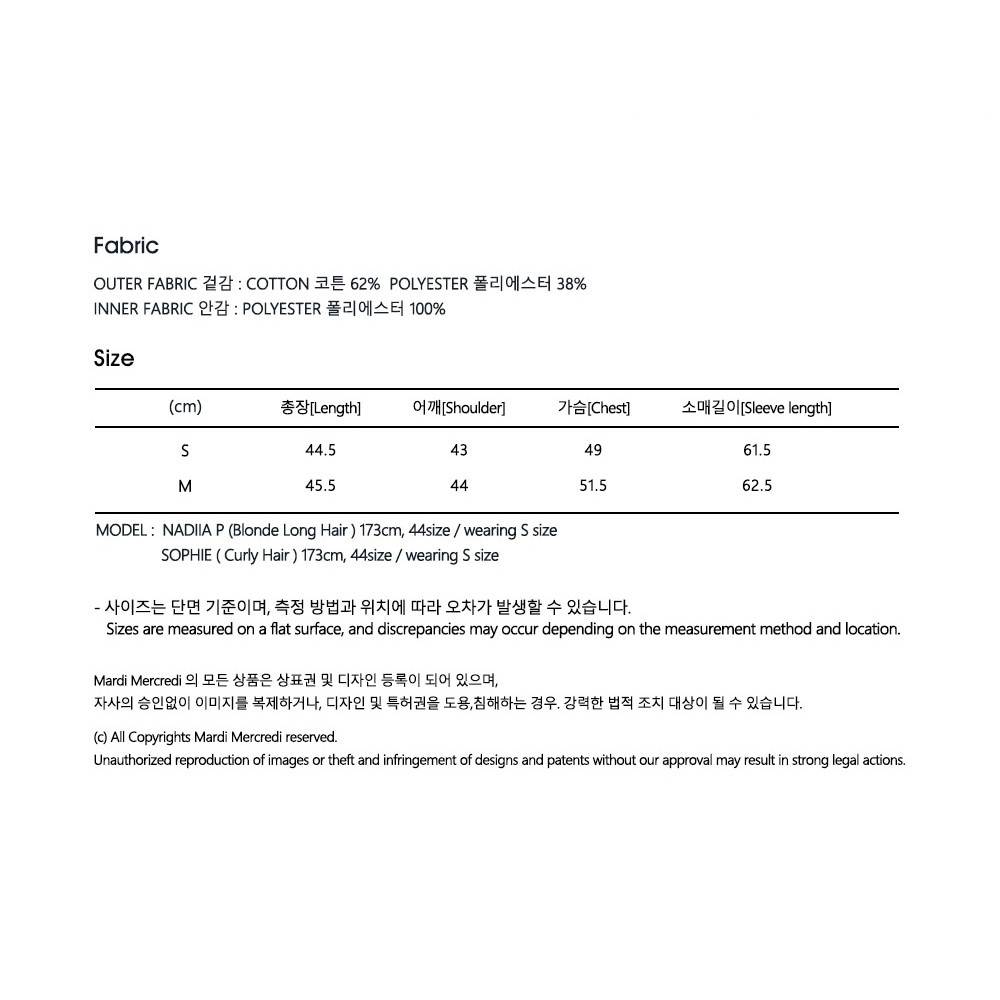 Fabric
OUTER FABRIC 겉감 : COTTON 코튼 62% POLYESTER 폴리에스터 38%
INNER FABRIC 안감 : POLYESTER 폴리에스터 100%
Size
(cm) 총장[Length] 어깨[Shoulder] 가슴[Chest] 소매길이[Sleeve length]
S 44.5 43 49 61.5
M 45.5 44 51.5 62.5
MODEL : NADIIA P (Blonde Long Hair ) 173cm, 44size / wearing S size
SOPHIE ( Curly Hair ) 173cm, 44size / wearing S size
- 사이즈는 단면 기준이며, 측정 방법과 위치에 따라 오차가 발생할 수 있습니다.
Sizes are measured on a flat surface, and discrepancies may occur depending on the measurement method and location.
Mardi Mercredi 의 모든 상품은 상표권 및 디자인 등록이 되어 있으며,
자사의 승인없이 이미지를 복제하거나, 디자인 및 특허권을 도용,침해하는 경우. 강력한 법적 조치 대상이 될 수 있습니다.
(c) All Copyrights Mardi Mercredi reserved.
Unauthorized reproduction of images or theft and infringement of designs and patents without our approval may result in strong legal actions.